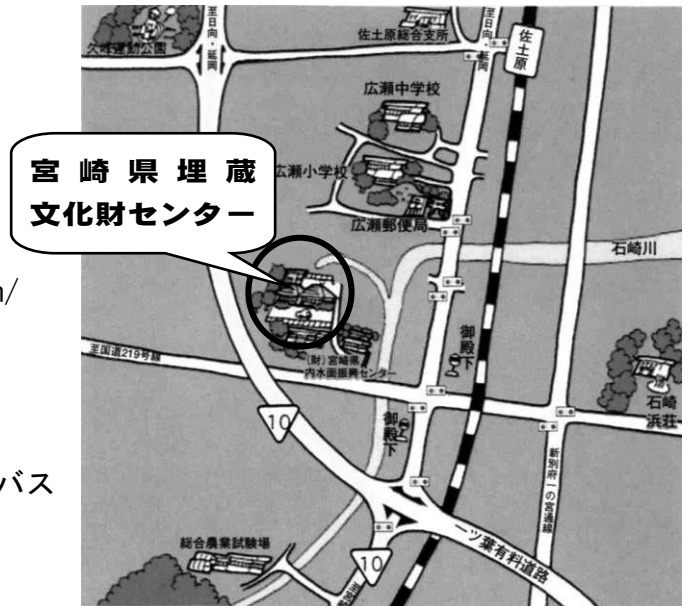 至日向・延岡
至日向・延岡
久峰運動公園
佐土原総合支所
佐土原
広瀬中学校
宮崎県埋蔵
文化財センター
広瀬小学校
広瀬郵便局
石崎川
n/
至国道219号線
(財)宮崎県
内水面振興センター
御殿下
石崎
浜荘
10
御殿下
バス
新別府一の宮通線
総合農業試験場
10
一ツ葉有料道路